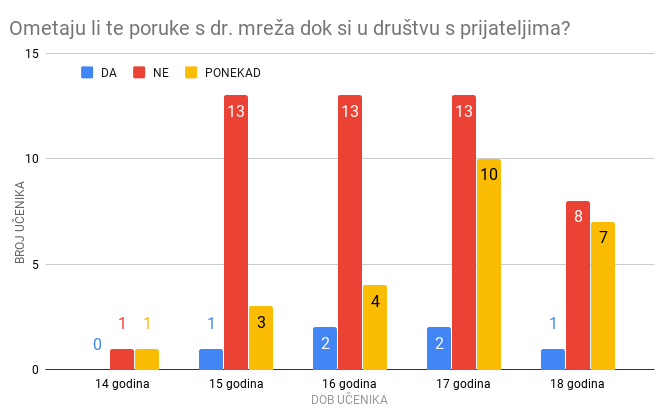 Ometaju li te poruke s dr. mreža dok si u društvu s prijateljima?
15
DA NE PONEKAD
13 13 13
10
10
BROJ UČENIKA
8
7
5
4
3
1 1 1 1
2 2
0
0
14 godina 15 godina 16 godina 17 godina 18 godina
DOB UČENIKA